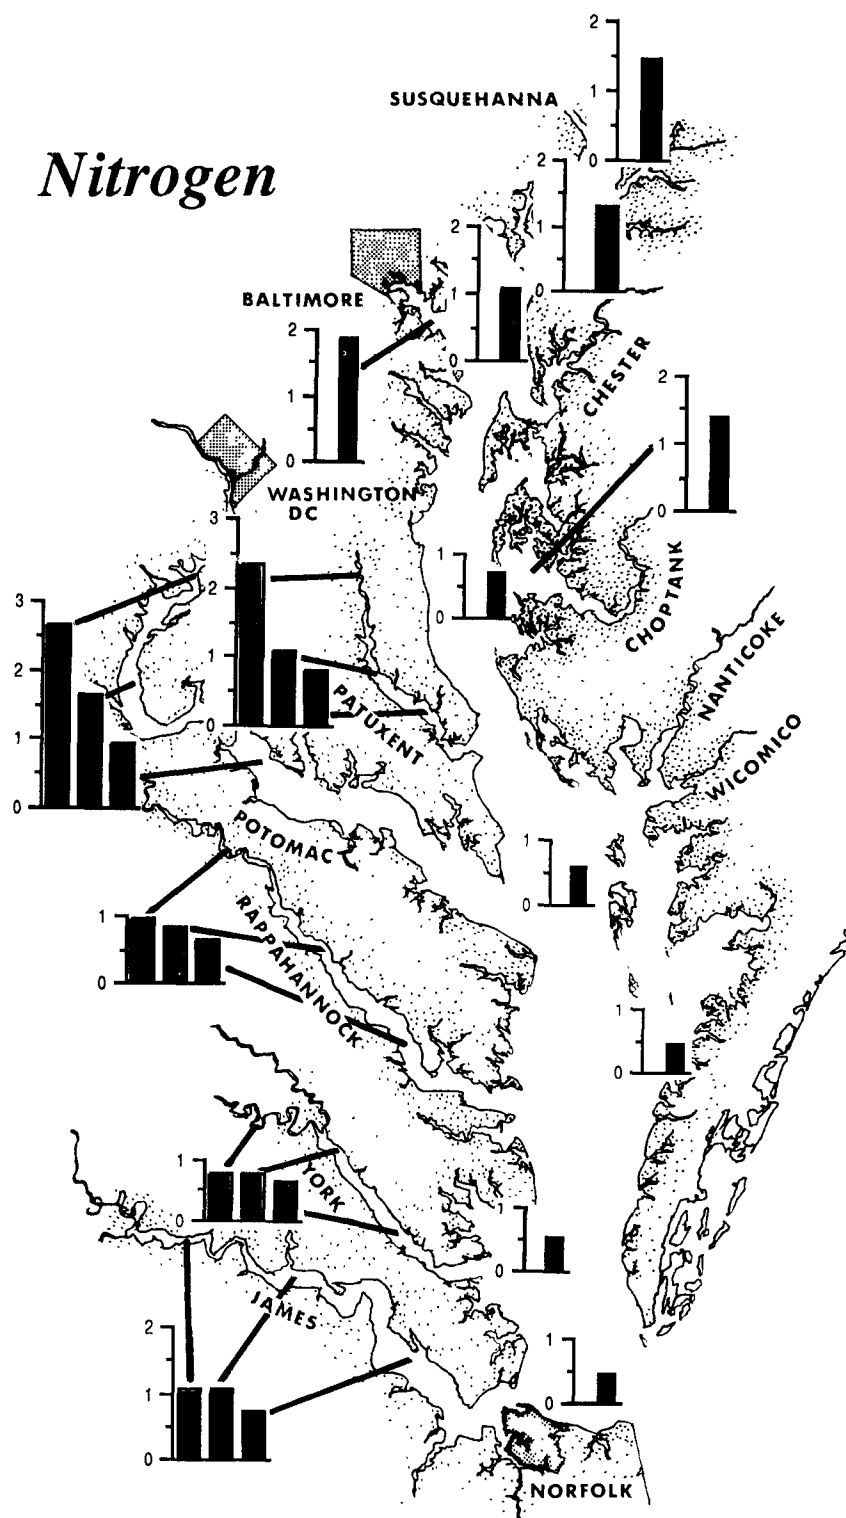 2
SUSQUEHANNA
1
0
Nitrogen
2
1
0
2
1
0
BALTIMORE
2
1
0
CHESTER
2
1
0
WASHINGTON
DC
3
2
1
0
1
0
CHOPTANK
NANTICOKE
WICOMICO
3
2
1
0
PATUXENT
POTOMAC
1
0
RAPPAHANNOCK
1
0
1
0
YORK
1
0
1
0
JAMES
2
1
0
1
0
NORFOLK